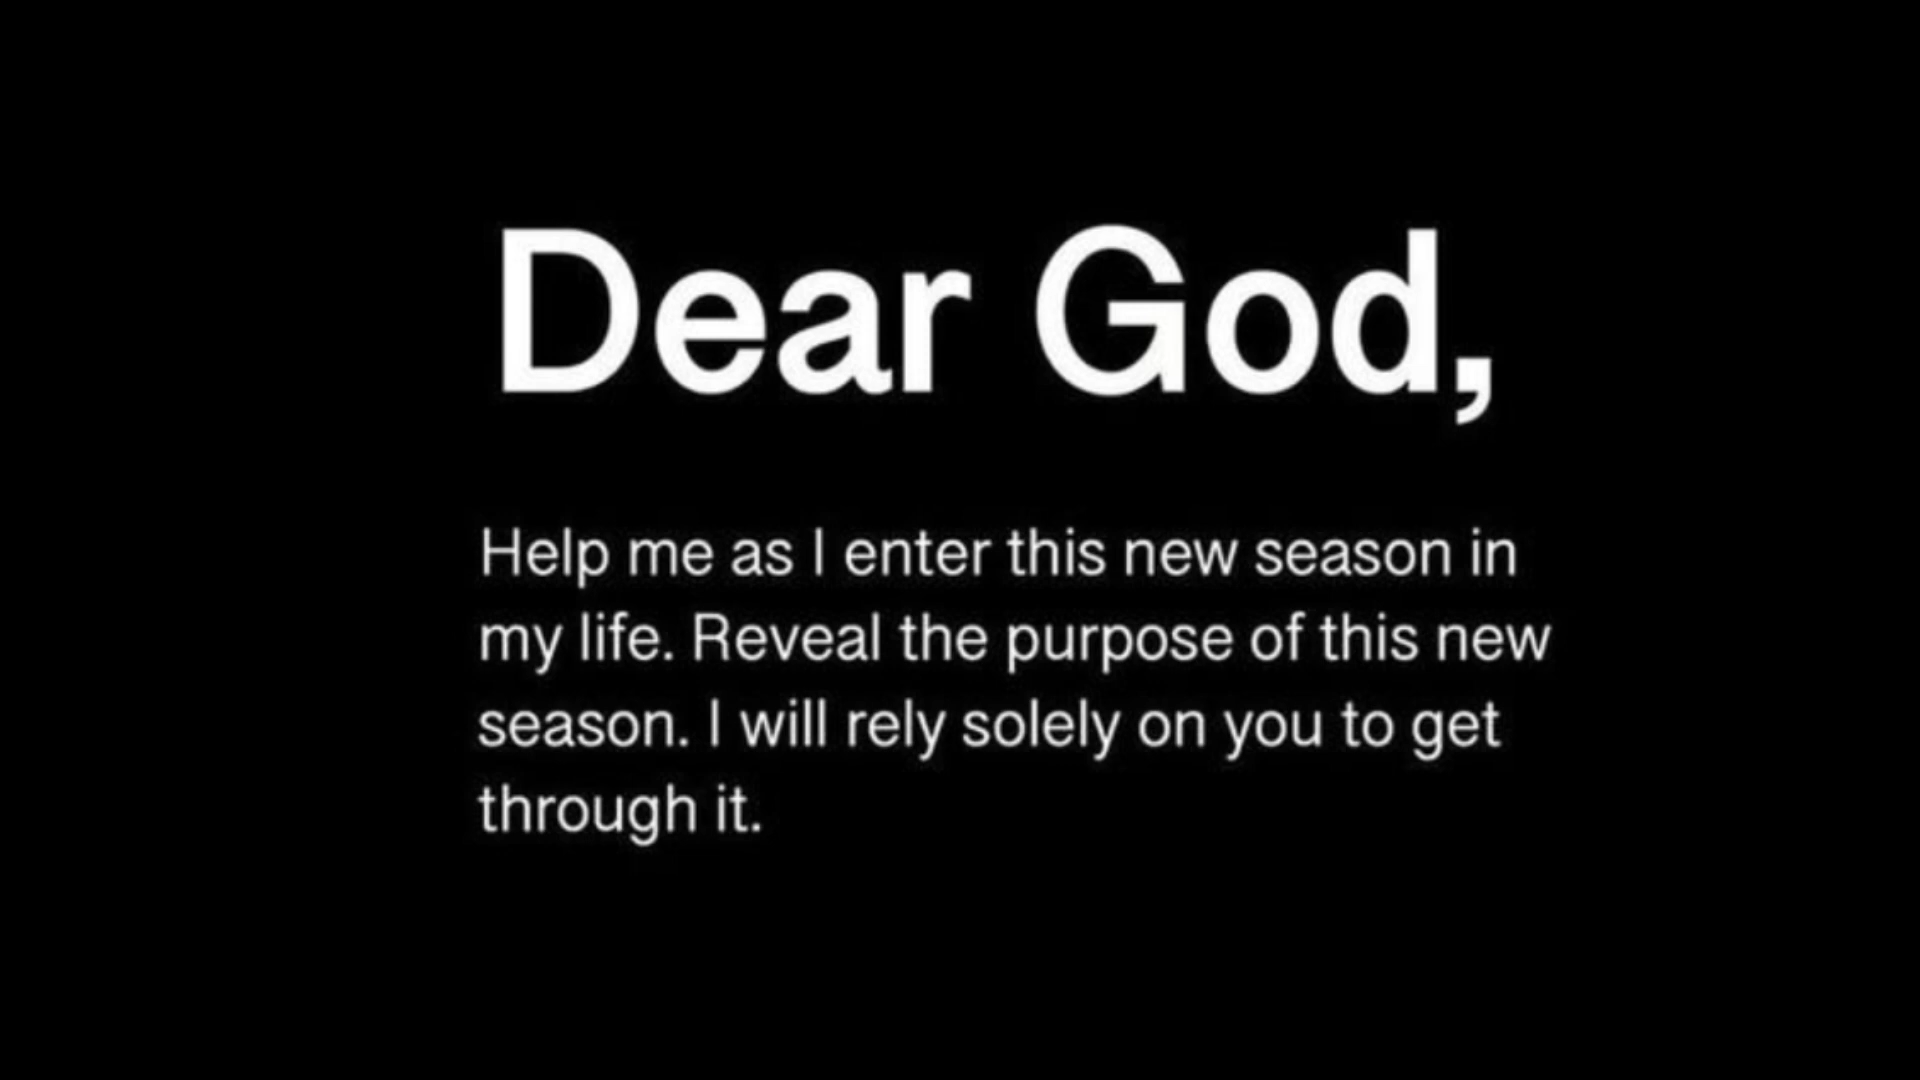 Dear God,
Help me as I enter this new season in
my life. Reveal the purpose of this new
season. I will rely solely on you to get
through it.